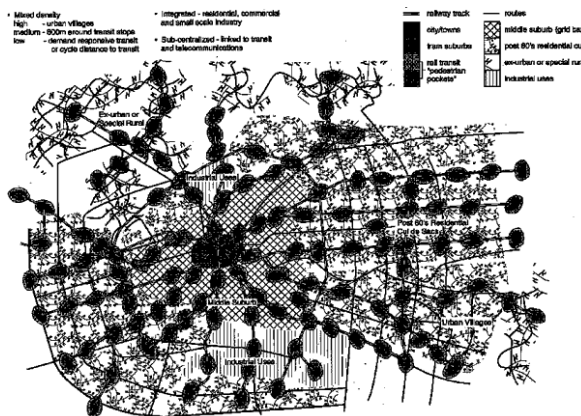 • Mixed density
high - urban villages
medium - 800m around transit stops
low - demand responsive transit
or cycle distance to transit
• Integrated - residential, commercial
and small scale industry
• Sub-centralized - linked to transit
and telecommunications
railway track
city/towns
tram suburbs
rail transit
"pedestrian
pockets"
routes
middle suburb (grid
post 60's residential
ex-urban or special
industrial uses
Ex-urban or
Special Rural
Industrial Uses
Post 60's Residential
Cul de Sacs
Middle Suburb
Urban Villages
Industrial Uses